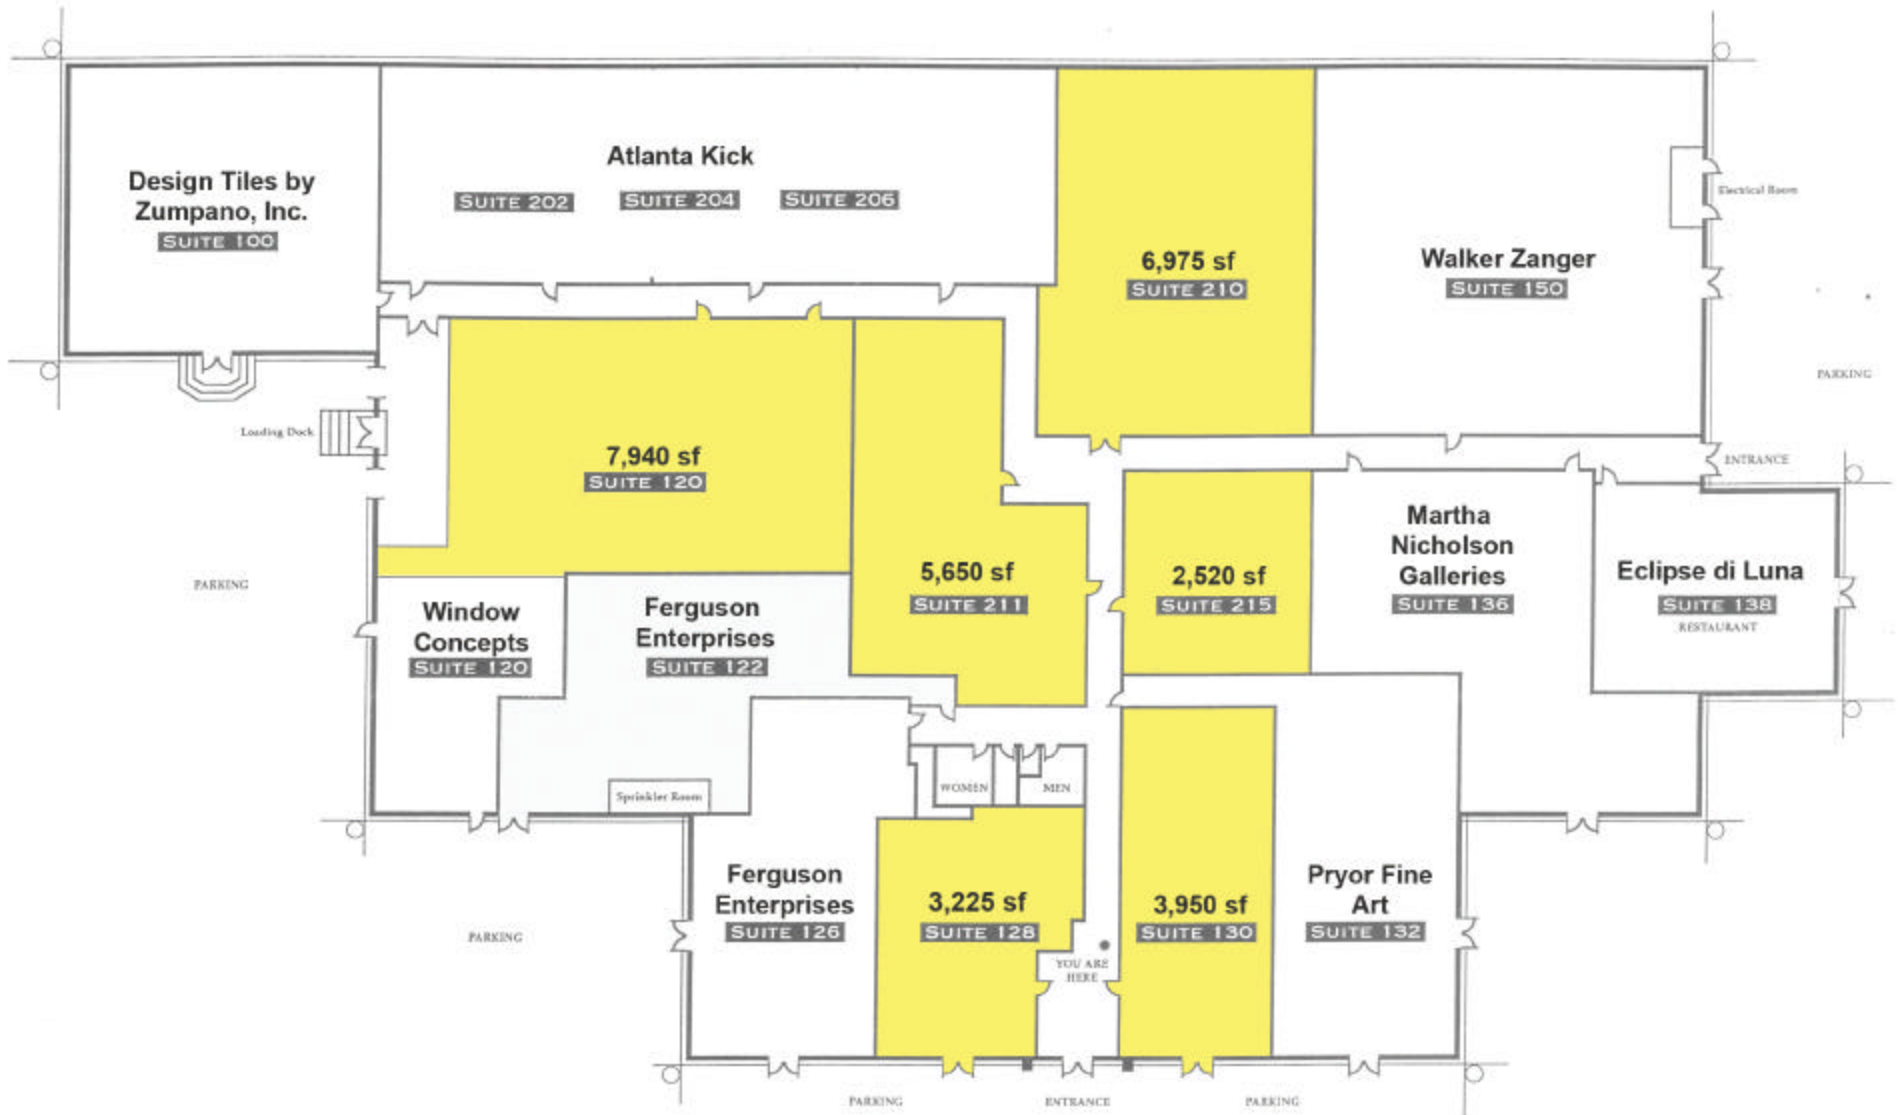 Design Tiles by
Zumpano, Inc.
SUITE 100
Atlanta Kick
SUITE 202
SUITE 204
SUITE 206
6,975 sf
SUITE 210
Walker Zanger
SUITE 150
Electrical Room
PARKING
Loading Dock
7,940 sf
SUITE 120
ENTRANCE
5,650 sf
SUITE 211
2,520 sf
SUITE 215
Martha
Nicholson
Galleries
SUITE 136
Eclipse di Luna
SUITE 138
RESTAURANT
PARKING
Window
Concepts
SUITE 120
Ferguson
Enterprises
SUITE 122
Sprinkler Room
WOMEN
MEN
Ferguson
Enterprises
SUITE 126
3,225 sf
SUITE 128
3,950 sf
SUITE 130
Pryor Fine
Art
SUITE 132
PARKING
YOU ARE
HERE
PARKING
ENTRANCE
PARKING